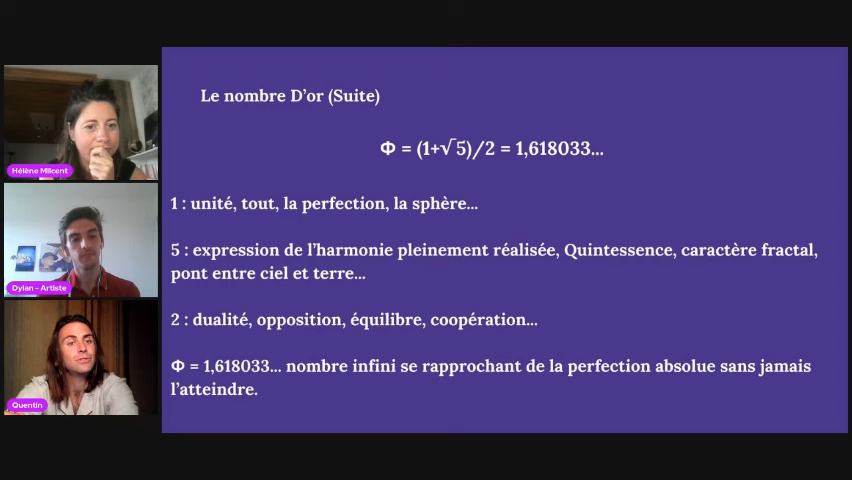 Le nombre D'or (Suite)
Φ = (1+√5)/2 = 1,618033...
1 : unité, tout, la perfection, la sphère...
5 : expression de l'harmonie pleinement réalisée, Quintessence, caractère fractal,
pont entre ciel et terre...
2 : dualité, opposition, équilibre, coopération...
Φ = 1,618033... nombre infini se rapprochant de la perfection absolue sans jamais
l'atteindre.
Hélène Milcent
Dylan - Artiste
Quentin